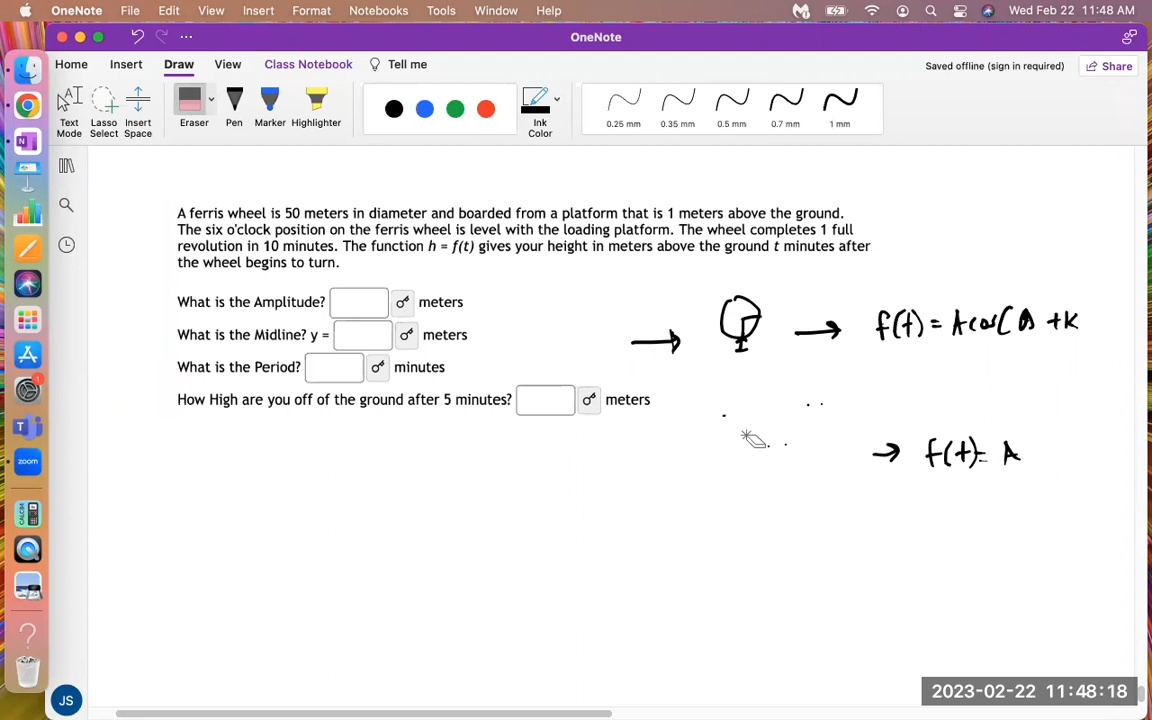 OneNote File Edit View Insert Format Notebooks Tools Window Help Wed Feb 22 11:48 AM
OneNote
Home Insert Draw View Class Notebook Tell me Saved offline (sign in required) Share
Text Mode Lasso Select Insert Space Eraser Pen Marker Highlighter Ink Color 0.25 mm 0.35 mm 0.5 mm 0.7 mm 1 mm
A ferris wheel is 50 meters in diameter and boarded from a platform that is 1 meters above the ground.
The six o'clock position on the ferris wheel is level with the loading platform. The wheel completes 1 full
revolution in 10 minutes. The function h = f(t) gives your height in meters above the ground t minutes after
the wheel begins to turn.
What is the Amplitude? meters
What is the Midline? y = meters
What is the Period? minutes
How High are you off of the ground after 5 minutes? meters
→ → f(t) = A cos( +K
→ f(t)= A
zoom
JS
2023-02-22 11:48:18